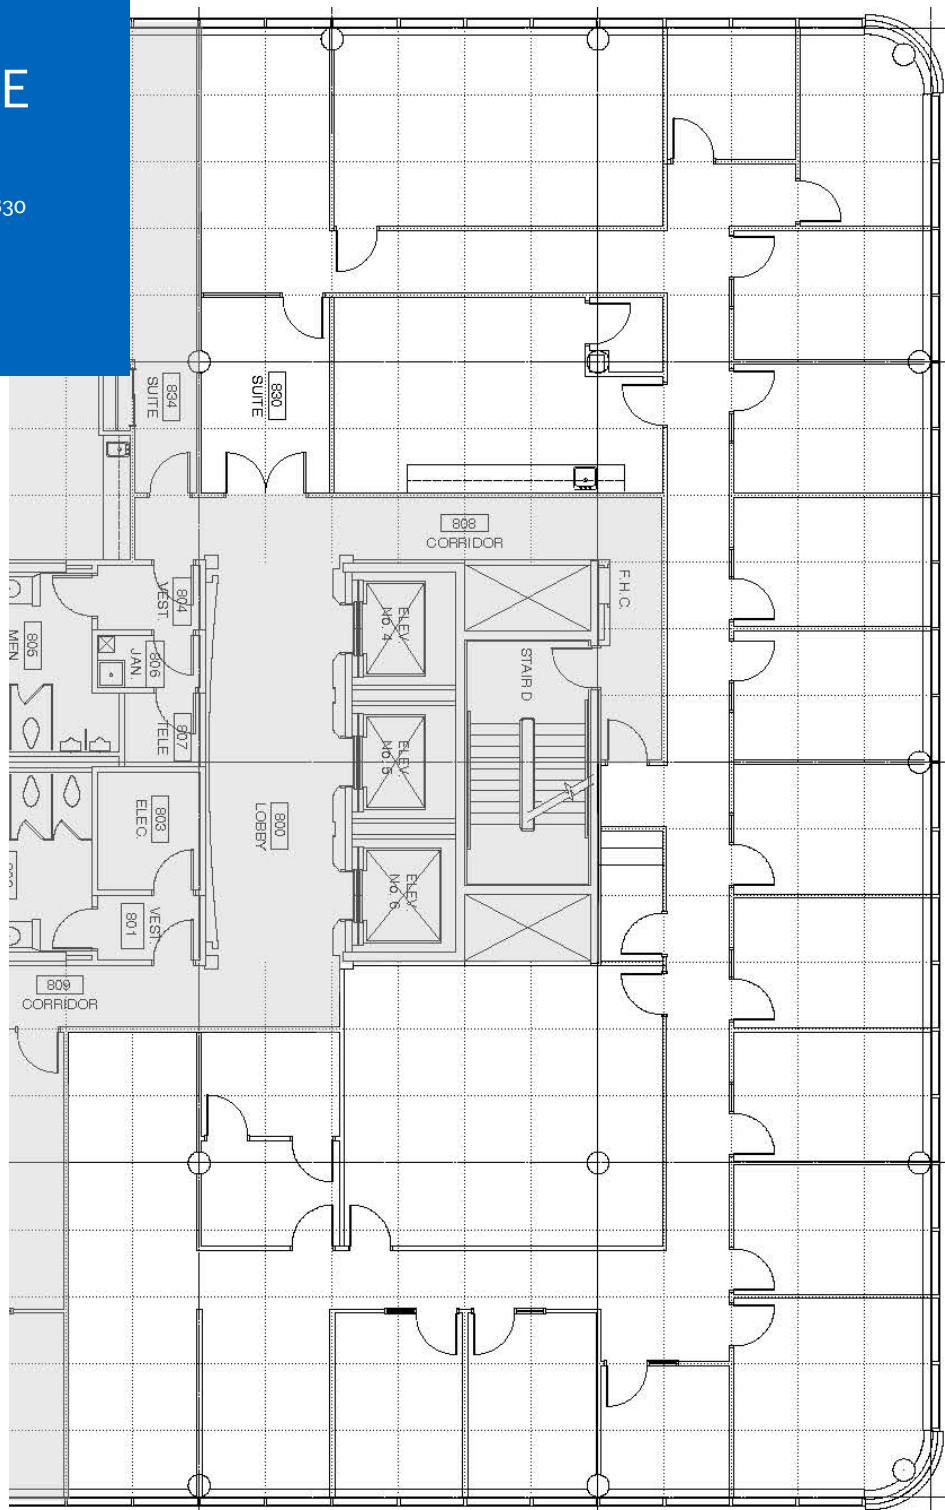 E
830
834
SUITE
830
SUITE
808
CORRIDOR
F.H.C.
804
VEST.
ELEV.
No. 4
805
MEN
806
JAN.
STAIR D
807
TELE
ELEV.
No. 5
803
ELEC.
800
LOBBY
ELEV.
No. 6
801
VEST.
809
CORRIDOR